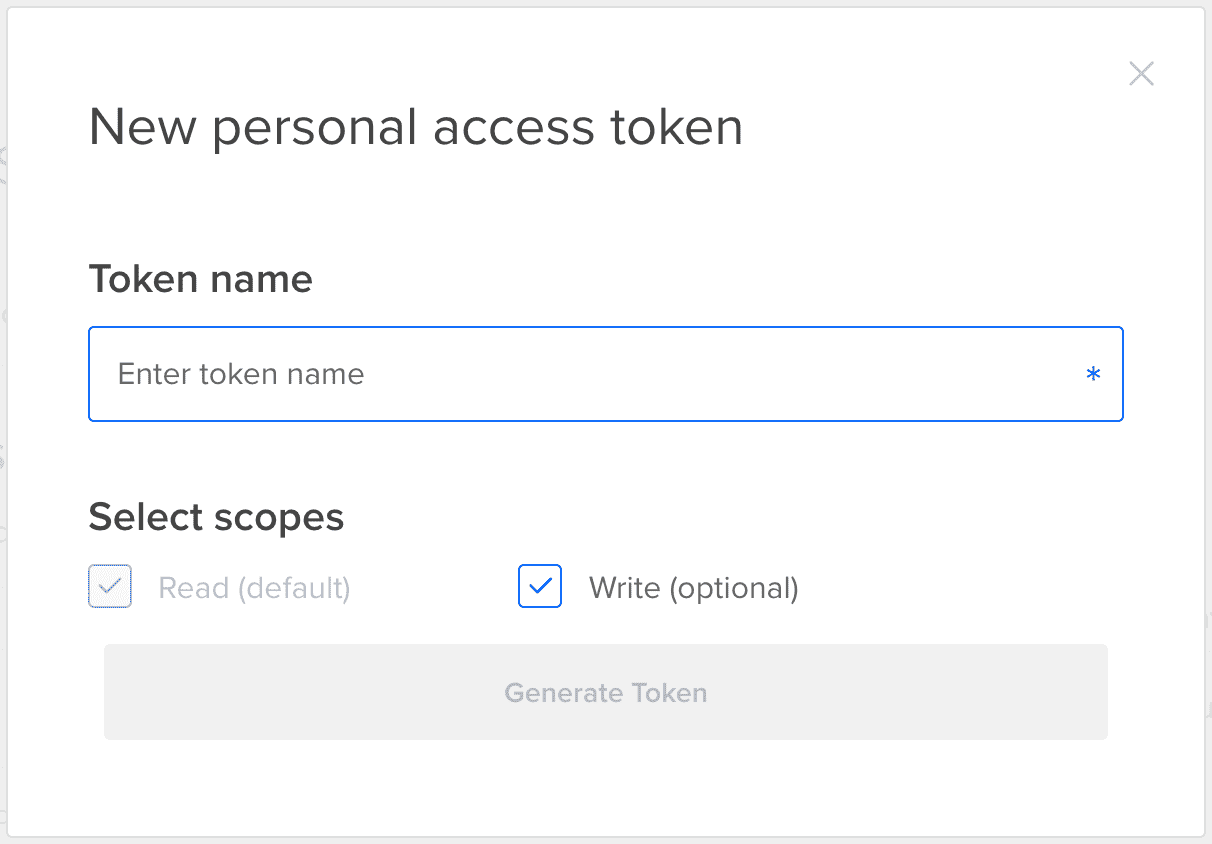 New personal access token
Token name
Enter token name *
Select scopes
Read (default) Write (optional)
Generate Token